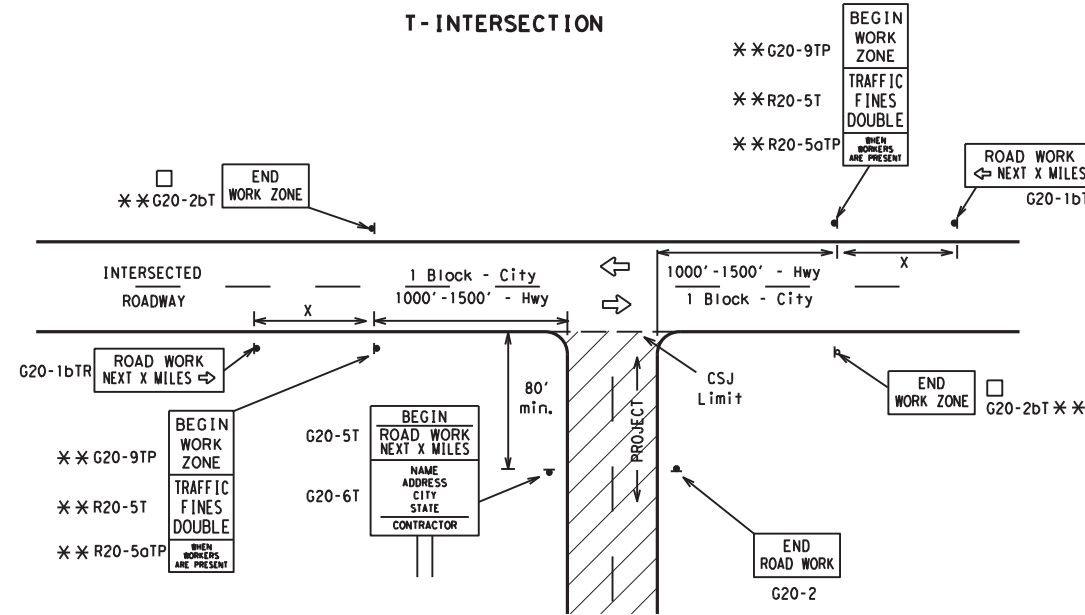 T-INTERSECTION
BEGIN
WORK
ZONE
TRAFFIC
FINES
DOUBLE
WHEN
WORKERS
ARE PRESENT
✳✳G20-9TP
✳✳R20-5T
✳✳R20-5aTP
ROAD WORK
⇦ NEXT X MILES
G20-1bT
□
✳✳G20-2bT
END
WORK ZONE
INTERSECTED
ROADWAY
1 Block - City
1000'-1500' - Hwy
1000'-1500' - Hwy
1 Block - City
X
X
G20-1bTR
ROAD WORK
NEXT X MILES ⇨
80'
min.
CSJ
Limit
PROJECT
END
WORK ZONE
□
G20-2bT ✳✳
✳✳ G20-9TP
✳✳ R20-5T
✳✳ R20-5aTP
BEGIN
WORK
ZONE
TRAFFIC
FINES
DOUBLE
WHEN
WORKERS
ARE PRESENT
G20-5T
G20-6T
BEGIN
ROAD WORK
NEXT X MILES
NAME
ADDRESS
CITY
STATE
CONTRACTOR
END
ROAD WORK
G20-2